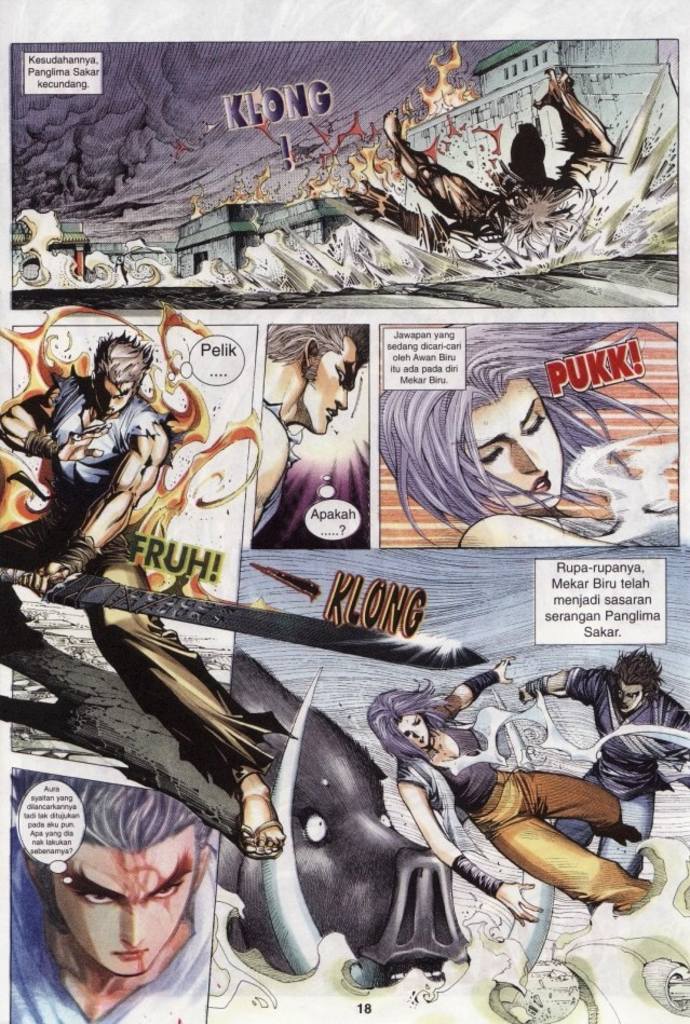 Kesudahannya,
Panglima Sakar
kecundang.
KLONG
!
Pelik
....
Apakah
.....?
Jawapan yang
sedang dicari-cari
oleh Awan Biru
itu ada pada diri
Mekar Biru.
PUKK!
FRUH!
KLONG
Rupa-rupanya,
Mekar Biru telah
menjadi sasaran
serangan Panglima
Sakar.
Aura
syaitan yang
dilancarkannya
tadi tak ditujukan
pada aku pun.
Apa yang dia
nak lakukan
sebenarnya?
18